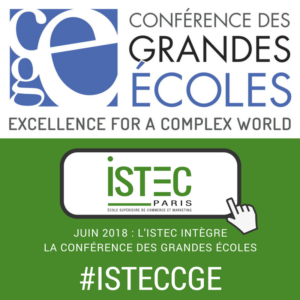 cge
CONFÉRENCE DES
GRANDES
ÉCOLES
EXCELLENCE FOR A COMPLEX WORLD
iSTEC
PARIS
ÉCOLE SUPÉRIEURE DE COMMERCE ET MARKETING
JUIN 2018 : L'ISTEC INTÈGRE
LA CONFÉRENCE DES GRANDES ÉCOLES
#ISTECCGE